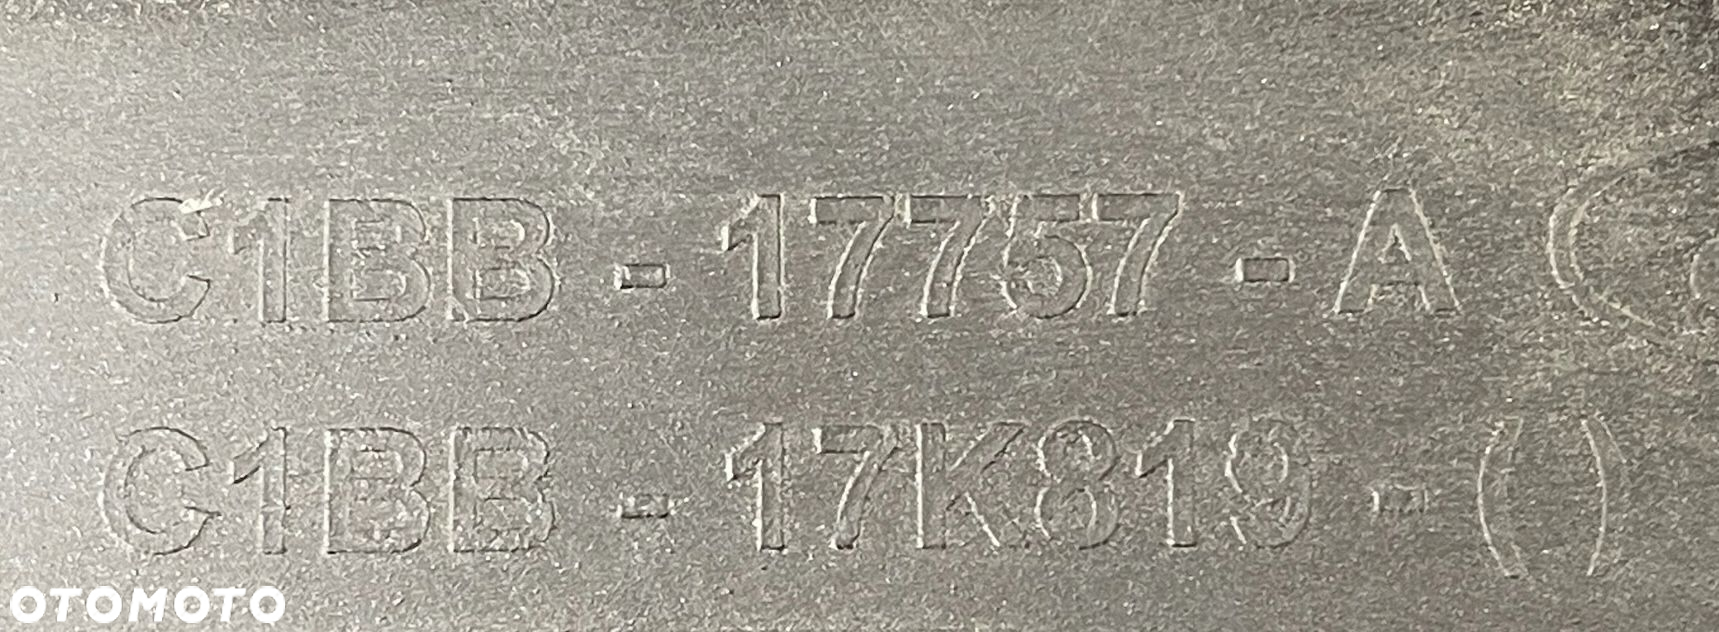 C1BB - 17757 - A (
C1BB - 17K819 - ( )
OTOMOTO